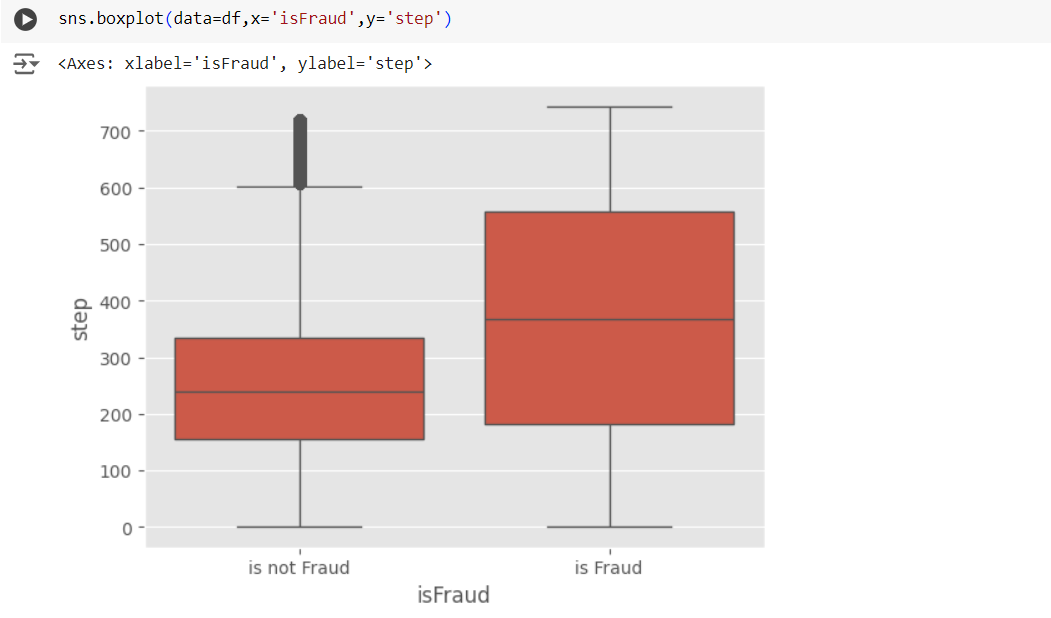 sns.boxplot(data=df,x='isFraud',y='step')
<Axes: xlabel='isFraud', ylabel='step'>
700
600
500
400
300
200
100
0
step
is not Fraud is Fraud
isFraud